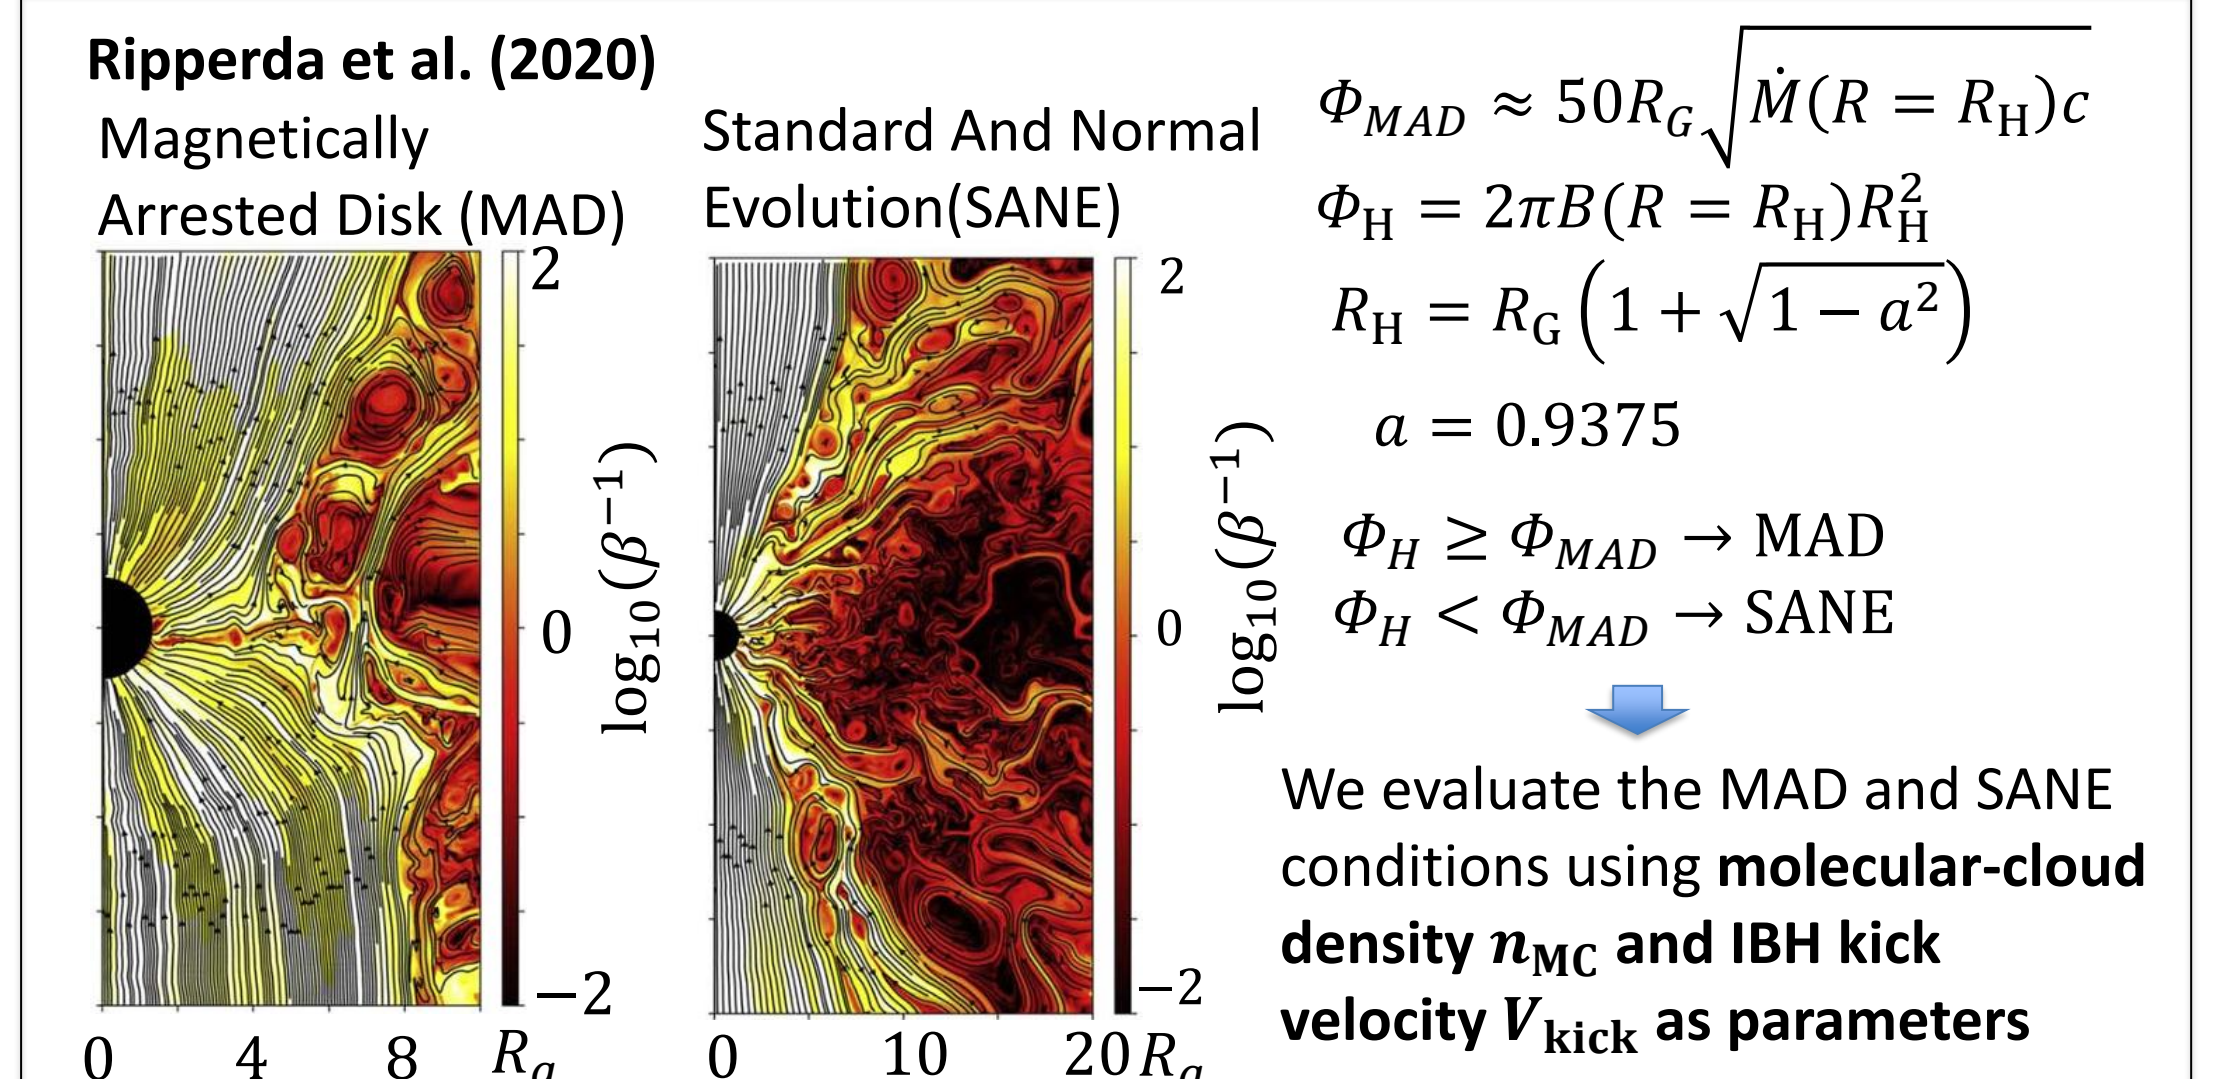 Ripperda et al. (2020)
Magnetically
Arrested Disk (MAD)
2
0
−2
log₁₀(β⁻¹)
0 4 8 R_g
Standard And Normal
Evolution(SANE)
2
0
−2
log₁₀(β⁻¹)
0 10 20 R_g
Φ_MAD ≈ 50R_G√(Ṁ(R = R_H)c)
Φ_H = 2πB(R = R_H)R_H²
R_H = R_G(1 + √(1 − a²))
a = 0.9375
Φ_H ≥ Φ_MAD → MAD
Φ_H < Φ_MAD → SANE
We evaluate the MAD and SANE
conditions using molecular-cloud
density n_MC and IBH kick
velocity V_kick as parameters